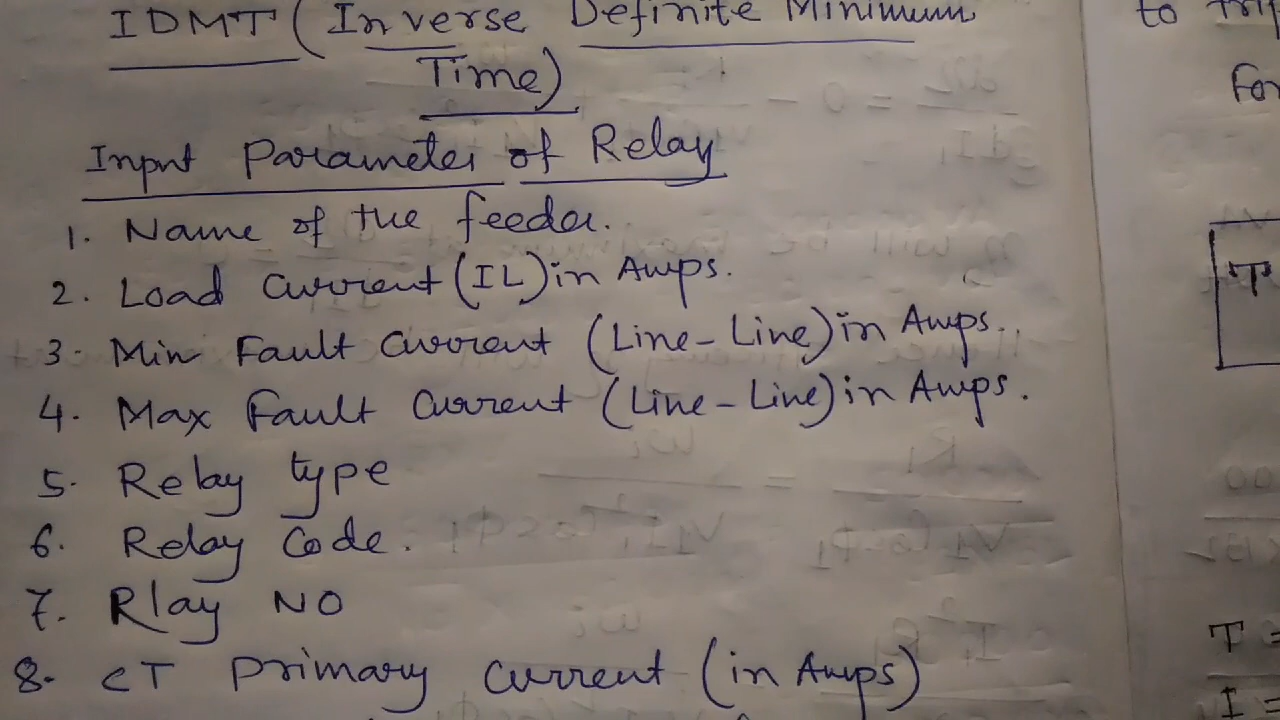 IDMT (Inverse Definite Minimum
Time)
Input Parameter of Relay
1. Name of the feeder.
2. Load Current (IL) in Amps.
3. Min Fault Current (Line-Line) in Amps..
4. Max Fault Current (Line-Line) in Amps.
5. Relay type
6. Relay Code.
7. Rlay NO
8. CT Primary Current (in Amps)
to
For
T
T =
I =